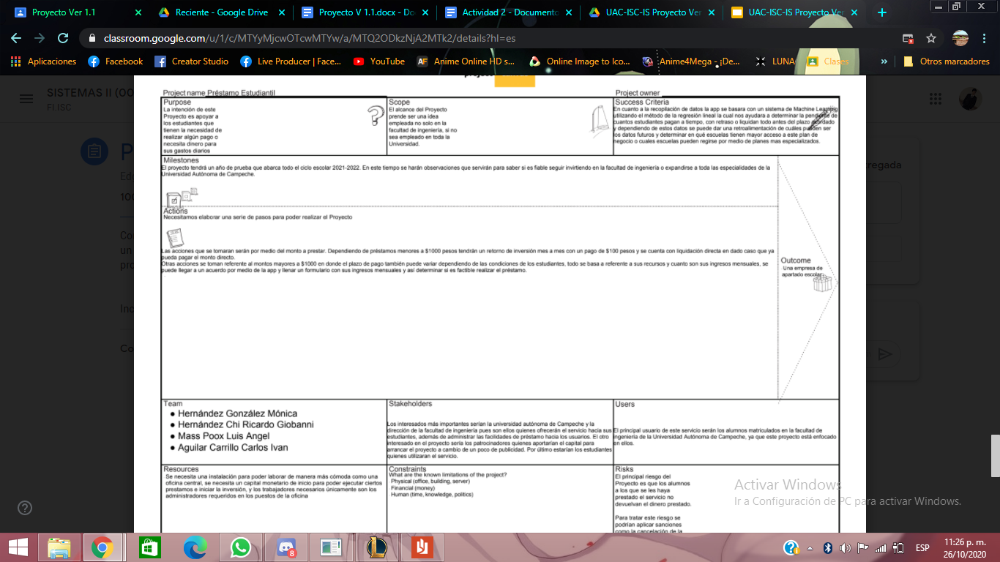 Proyecto Ver 1.1
Reciente - Google Drive
Proyecto V 1.1.docx - Do
Actividad 2 - Documento
UAC-ISC-IS Proyecto Ver
UAC-ISC-IS Proyecto Ver
classroom.google.com/u/1/c/MTYyMjcwOTcwMTYw/a/MTQ2ODkzNjA2MTk2/details?hl=es
Aplicaciones
Facebook
Creator Studio
Live Producer | Face...
YouTube
AF Anime Online HD s...
Online Image to Ico...
Anime4Mega - ¡De...
LUNA
Clases
»
Otros marcadores
SISTEMAS II (00
FI.ISC
P
Ed
100
Co
un
pro
Inc
Co
regada
Project name Préstamo Estudiantil
Project owner
Purpose
La intención de este
Proyecto es apoyar a
los estudiantes que
tienen la necesidad de
realizar algún pago o
necesita dinero para
sus gastos diarios
Scope
El alcance del Proyecto
prende ser una idea
empleada no solo en la
facultad de ingeniería, si no
sea empleado en toda la
Universidad.
Success Criteria
En cuanto a la recopilación de datos la app se basara con un sistema de Machine Learning
utilizando el método de la regresión lineal la cual nos ayudara a determinar la pendiente de
cuantos estudiantes pagan a tiempo, con retraso o liquidan todo antes del plazo acordado
y dependiendo de estos datos se puede dar una retroalimentación de cuáles pueden ser
los datos futuros y determinar en qué escuelas tienen mayor acceso a este plan de
negocio o cuales escuelas pueden regirse por medio de planes mas especializados.
Milestones
El proyecto tendrá un año de prueba que abarca todo el ciclo escolar 2021-2022. En este tiempo se harán observaciones que servirán para saber si es fiable seguir invirtiendo en la facultad de ingeniería o expandirse a toda las especialidades de la
Universidad Autónoma de Campeche.
Actions
Necesitamos elaborar una serie de pasos para poder realizar el Proyecto
Las acciones que se tomaran serán por medio del monto a prestar. Dependiendo de préstamos menores a $1000 pesos tendrán un retorno de inversión mes a mes con un pago de $100 pesos y se cuenta con liquidación directa en dado caso que ya
pueda pagar el monto directo.
Otras acciones se toman referente al montos mayores a $1000 en donde el plazo de pago también puede variar dependiendo de las condiciones de los estudiantes, todo se basa a referente a sus recursos y cuanto son sus ingresos mensuales, se
puede llegar a un acuerdo por medio de la app y llenar un formulario con sus ingresos mensuales y así determinar si es factible realizar el préstamo.
Outcome
Una empresa de
apartado escolar
Team
● Hernández González Mónica
● Hernández Chi Ricardo Giobanni
● Mass Poox Luis Angel
● Aguilar Carrillo Carlos Ivan
Stakeholders
Los interesados más importantes serían la universidad autónoma de Campeche y la
dirección de la facultad de ingeniería pues son ellos quienes ofrecerán el servicio hacia sus
estudiantes, además de administrar las facilidades de préstamo hacia los usuarios. El otro
interesado en el proyecto sería los patrocinadores quienes aportarían el capital para
arrancar el proyecto a cambio de un poco de publicidad. Por último estarían los estudiantes
quienes utilizaran el servicio.
Users
El principal usuario de este servicio serán los alumnos matriculados en la facultad de
ingeniería de la Universidad Autónoma de Campeche, ya que este proyecto está enfocado
en ellos.
Resources
Se necesita una instalación para poder laborar de manera más cómoda como una
oficina central, se necesita un capital monetario de inicio para poder ejecutar ciertos
prestamos e iniciar la inversión, y los trabajadores necesarios únicamente son los
administradores requeridos en los puestos de la oficina
Constraints
What are the known limitations of the project?
Physical (office, building, server)
Financial (money)
Human (time, knowledge, politics)
Risks
El principal riesgo del
Proyecto es que los alumnos
a los que se les haya
prestado el servicio no
devuelvan el dinero prestado.
Para tratar este riesgo se
podrían aplicar sanciones
como la cancelación de la
Activar Windows
Ir a Configuración de PC para activar Windows.
8
ESP
11:26 p. m.
26/10/2020